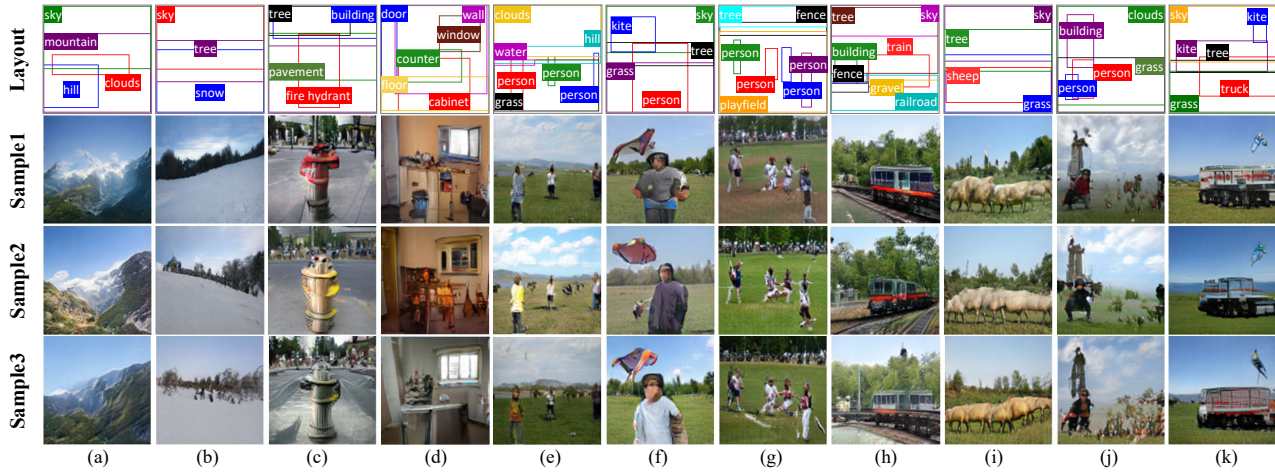 Layout
sky
mountain
clouds
hill
sky
tree
snow
tree
building
pavement
fire hydrant
door
wall
window
counter
floor
cabinet
clouds
hill
water
person
person
person
grass
sky
kite
tree
grass
person
tree
fence
person
person
person
person
playfield
tree
sky
building
train
fence
gravel
railroad
sky
tree
sheep
grass
clouds
building
grass
person
person
sky
kite
kite
tree
truck
grass
Sample1
Sample2
Sample3
(a) (b) (c) (d) (e) (f) (g) (h) (i) (j) (k)